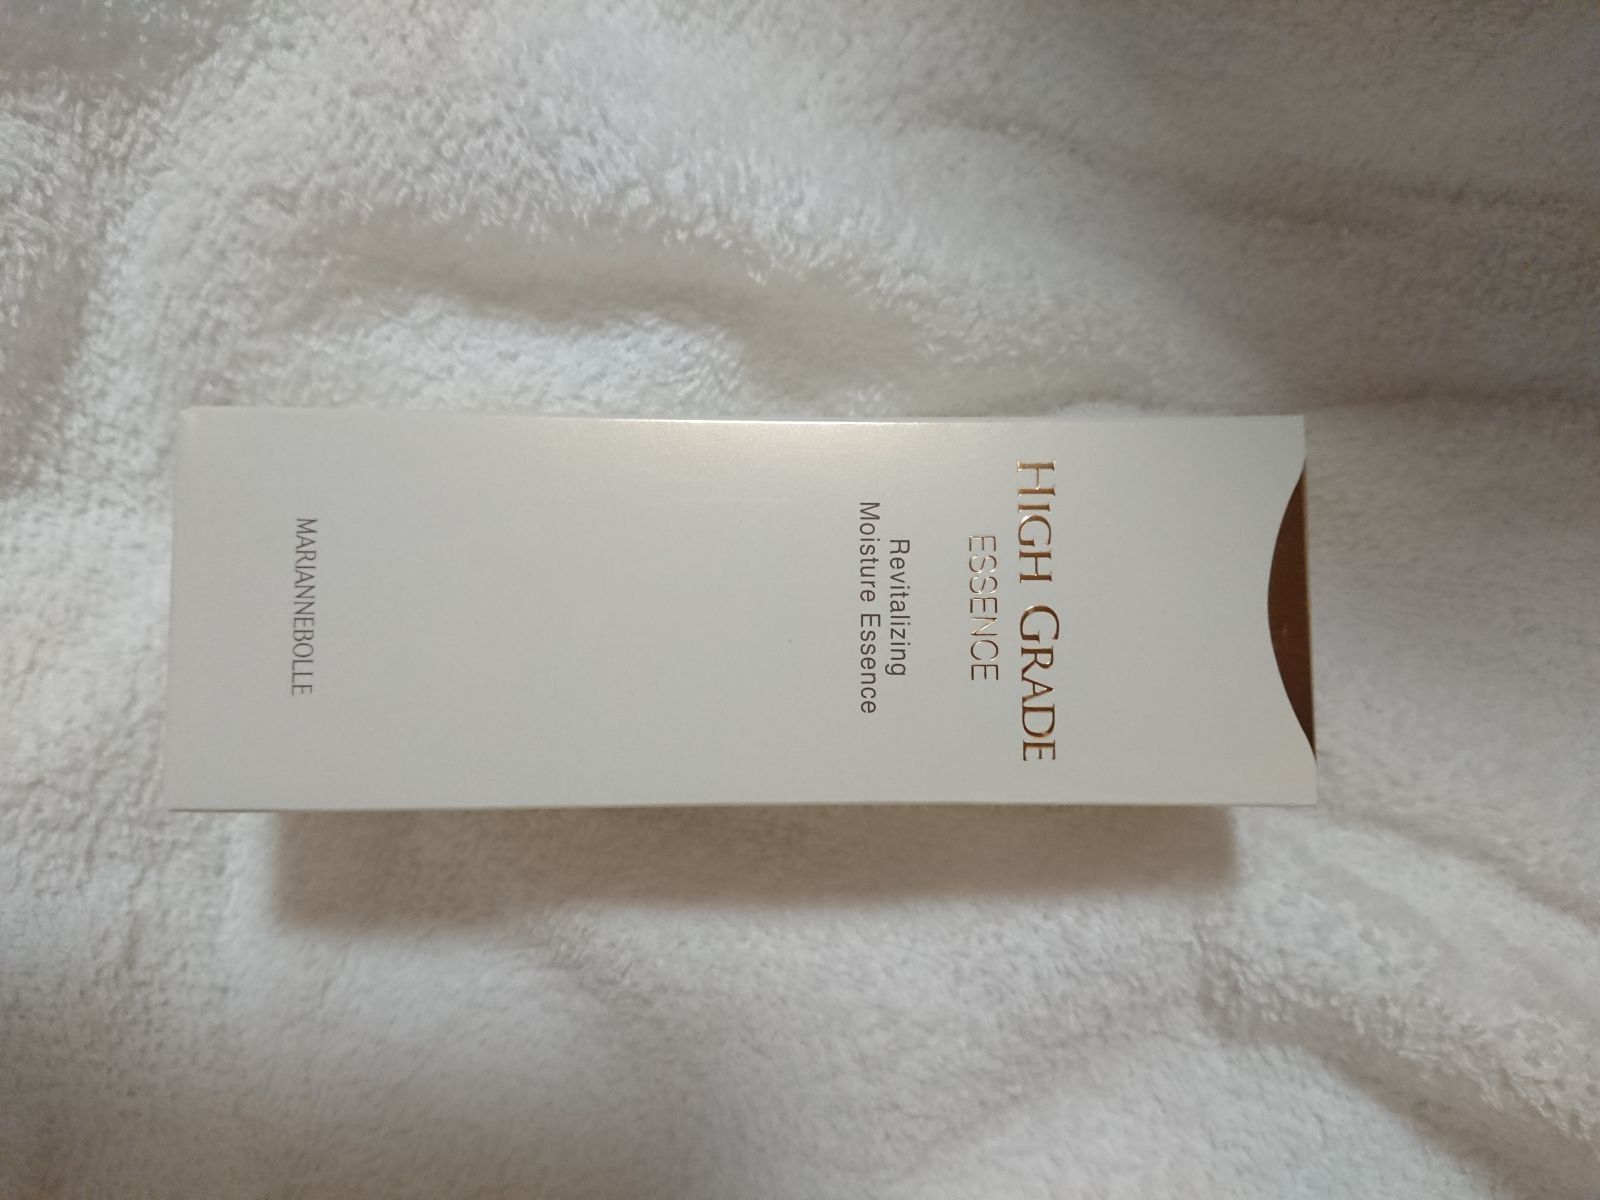 HIGH GRADE
ESSENCE
Revitalizing
Moisture Essence
MARIANNEBOLLE